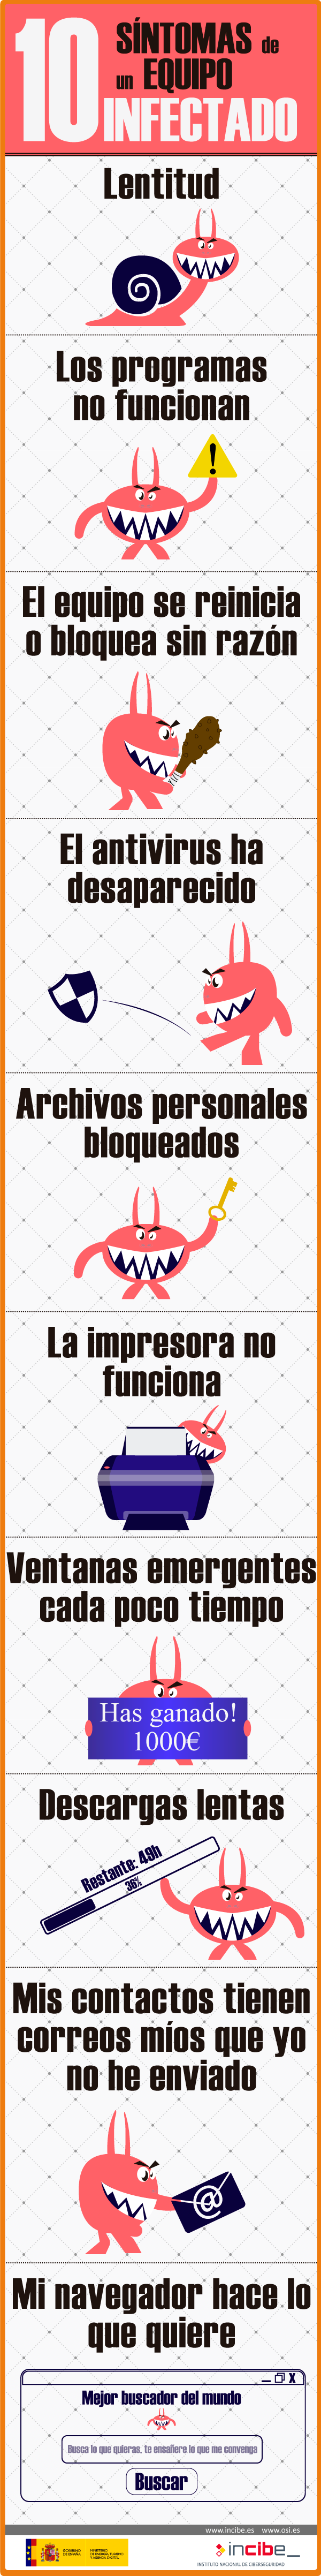 10 SÍNTOMAS de
un EQUIPO
INFECTADO
Lentitud
Los programas
no funcionan
!
El equipo se reinicia
o bloquea sin razón
El antivirus ha
desaparecido
Archivos personales
bloqueados
La impresora no
funciona
Ventanas emergentes
cada poco tiempo
Has ganado!
1000€
Descargas lentas
Restante: 49h
36%
Mis contactos tienen
correos míos que yo
no he enviado
@
Mi navegador hace lo
que quiere
X
Mejor buscador del mundo
Busca lo que quieras, te enseñare lo que me convenga
Buscar
www.incibe.es www.osi.es
GOBIERNO
DE ESPAÑA
MINISTERIO
DE ENERGÍA, TURISMO
Y AGENDA DIGITAL
incibe_
INSTITUTO NACIONAL DE CIBERSEGURIDAD